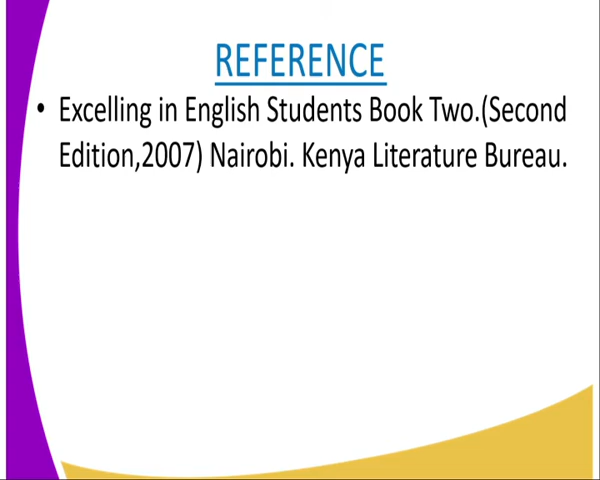 REFERENCE
• Excelling in English Students Book Two.(Second
Edition,2007) Nairobi. Kenya Literature Bureau.